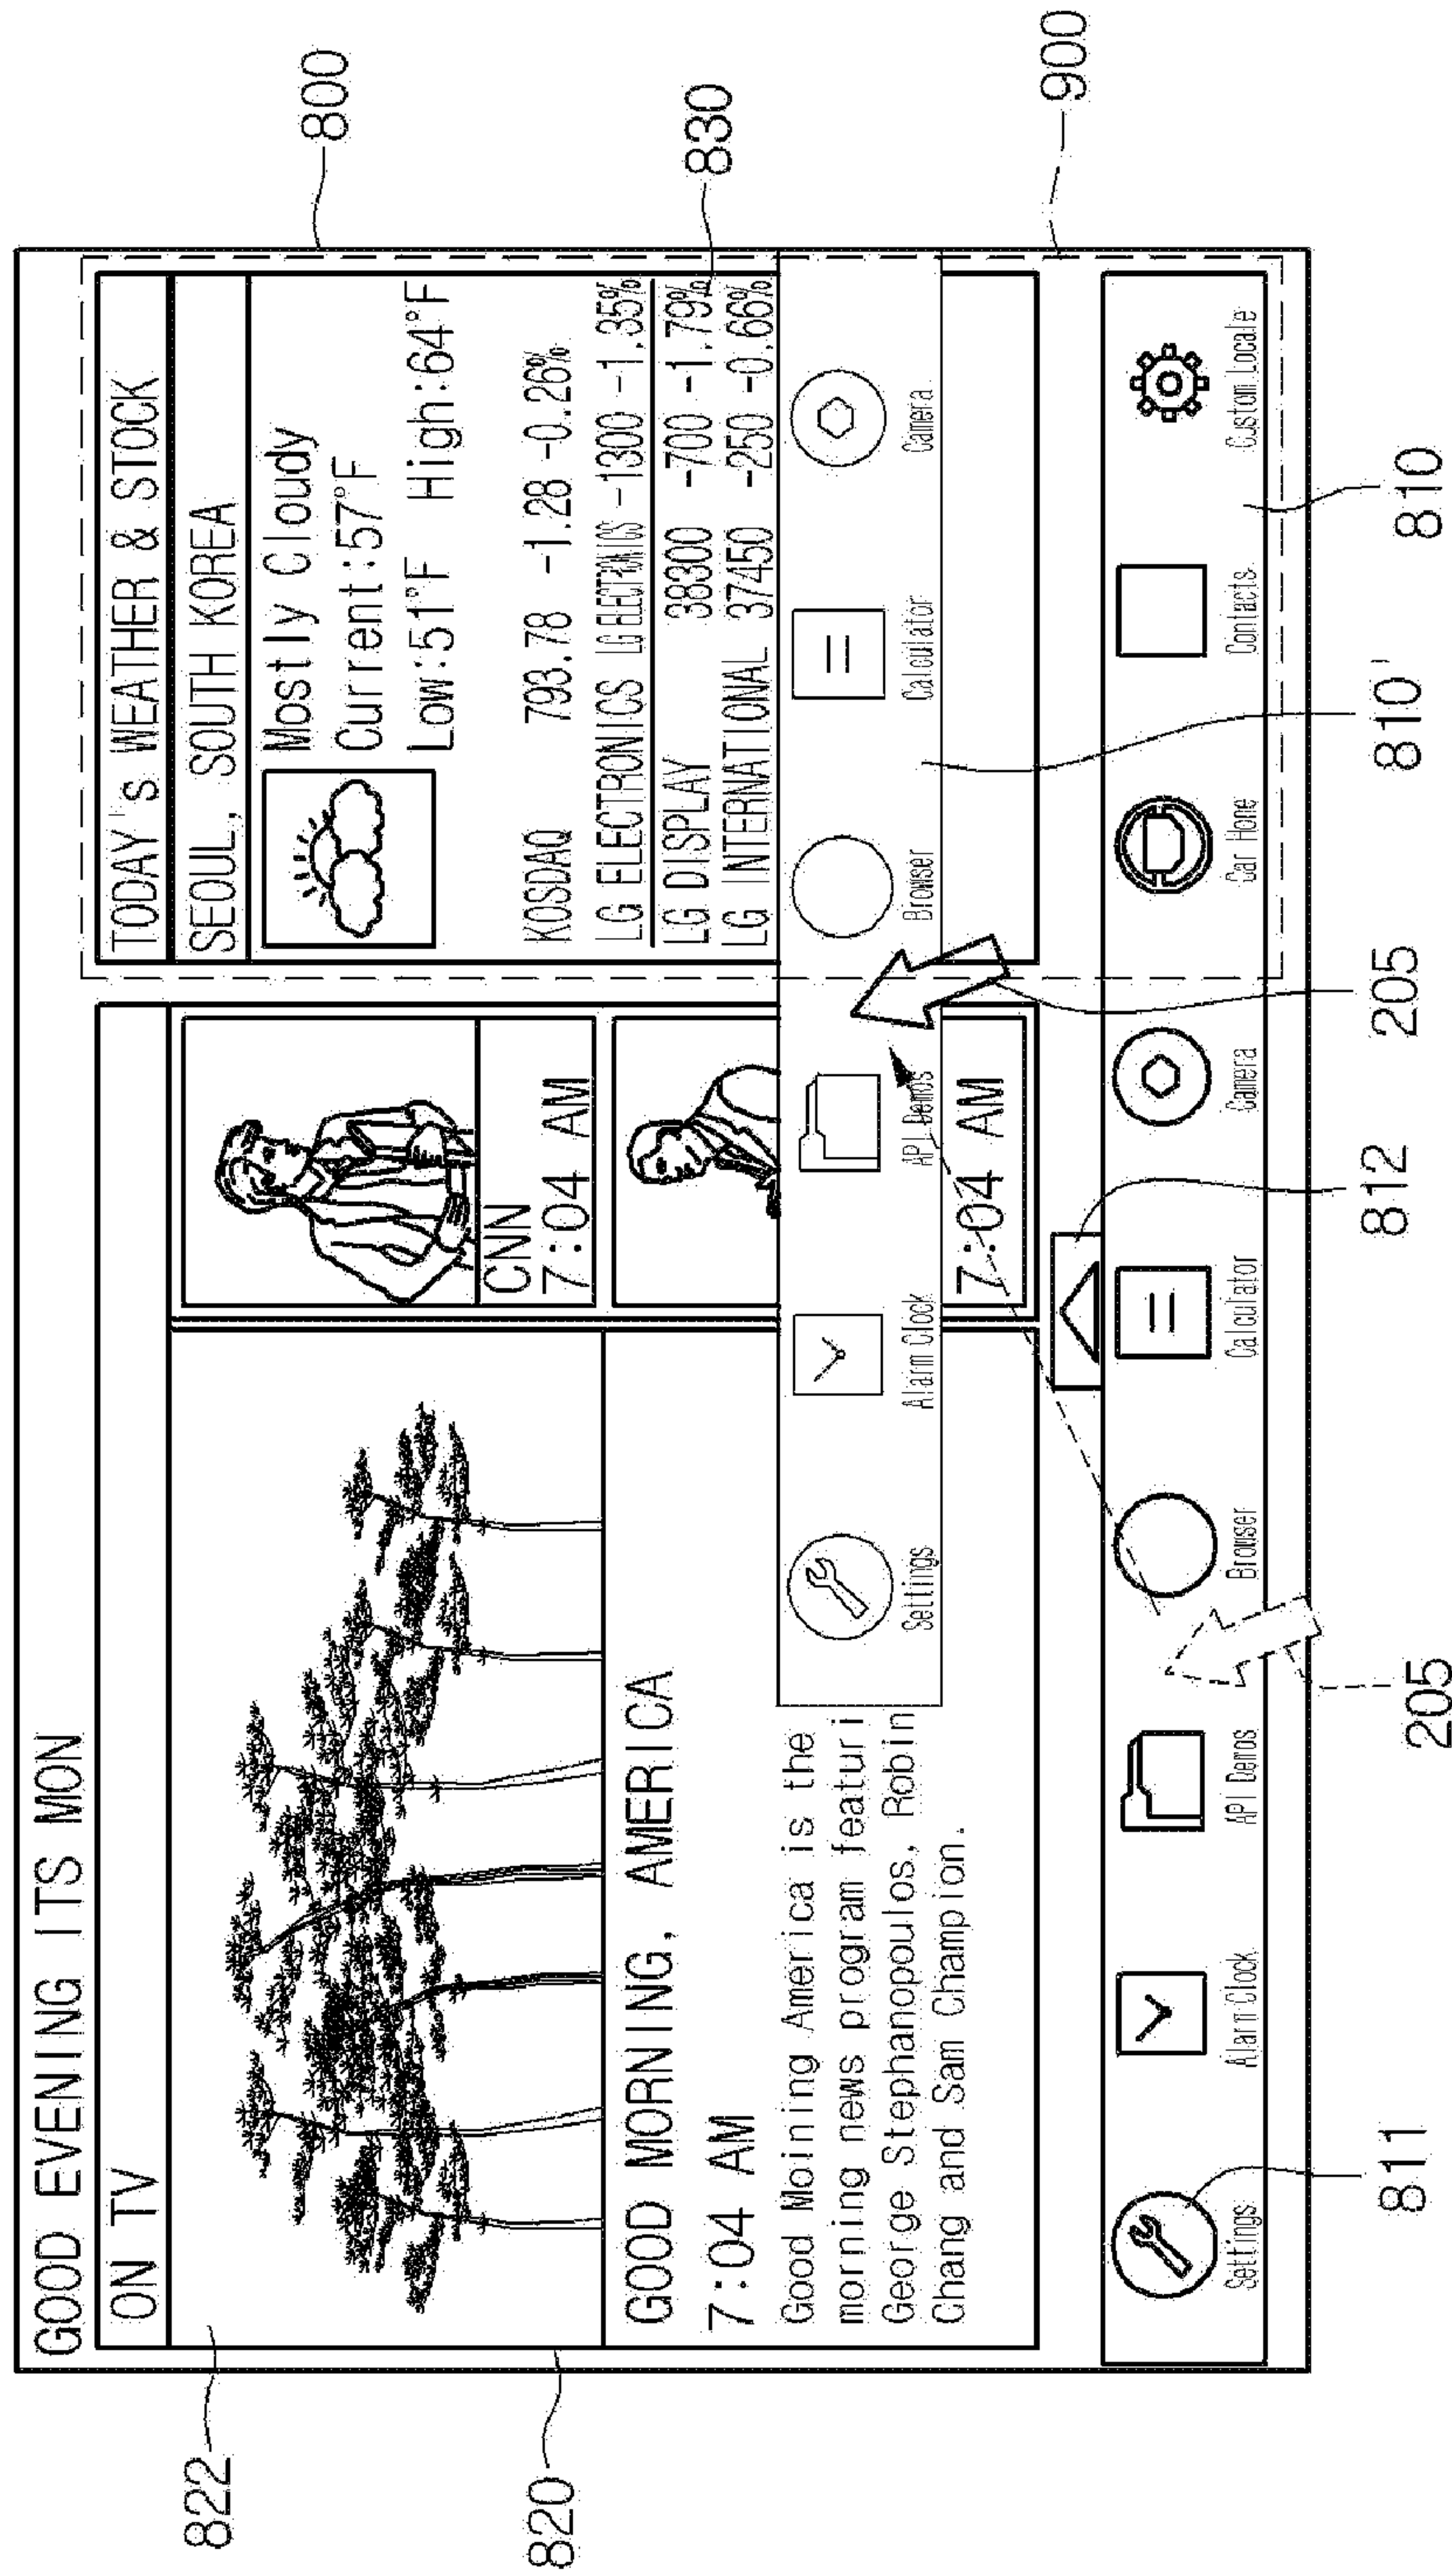 GOOD EVENING ITS MON
ON TV
CNN
7:04 AM
7:04 AM
GOOD MORNING, AMERICA
7:04 AM
Good Moining America is the
morning news program featuri
George Stephanopoulos, Robin
Chang and Sam Champion.
TODAY's WEATHER & STOCK
SEOUL, SOUTH KOREA
Mostly Cloudy
Current:57°F
Low:51°F High:64°F
KOSDAQ 793.78 -1.28 -0.26%
LG ELECTRONICS LG ELECTRONICS -1300 -1.35%
LG DISPLAY 38300 -700 -1.79%
LG INTERNATIONAL 37450 -250 -0.66%
Settings Alarm Clock API Demos Browser Calculator Camera
Settings Alarm Clock API Demos Browser Calculator Camera Car Home Contacts Custom Locale
822
820
800
830
900
811
205
812
205
810'
810